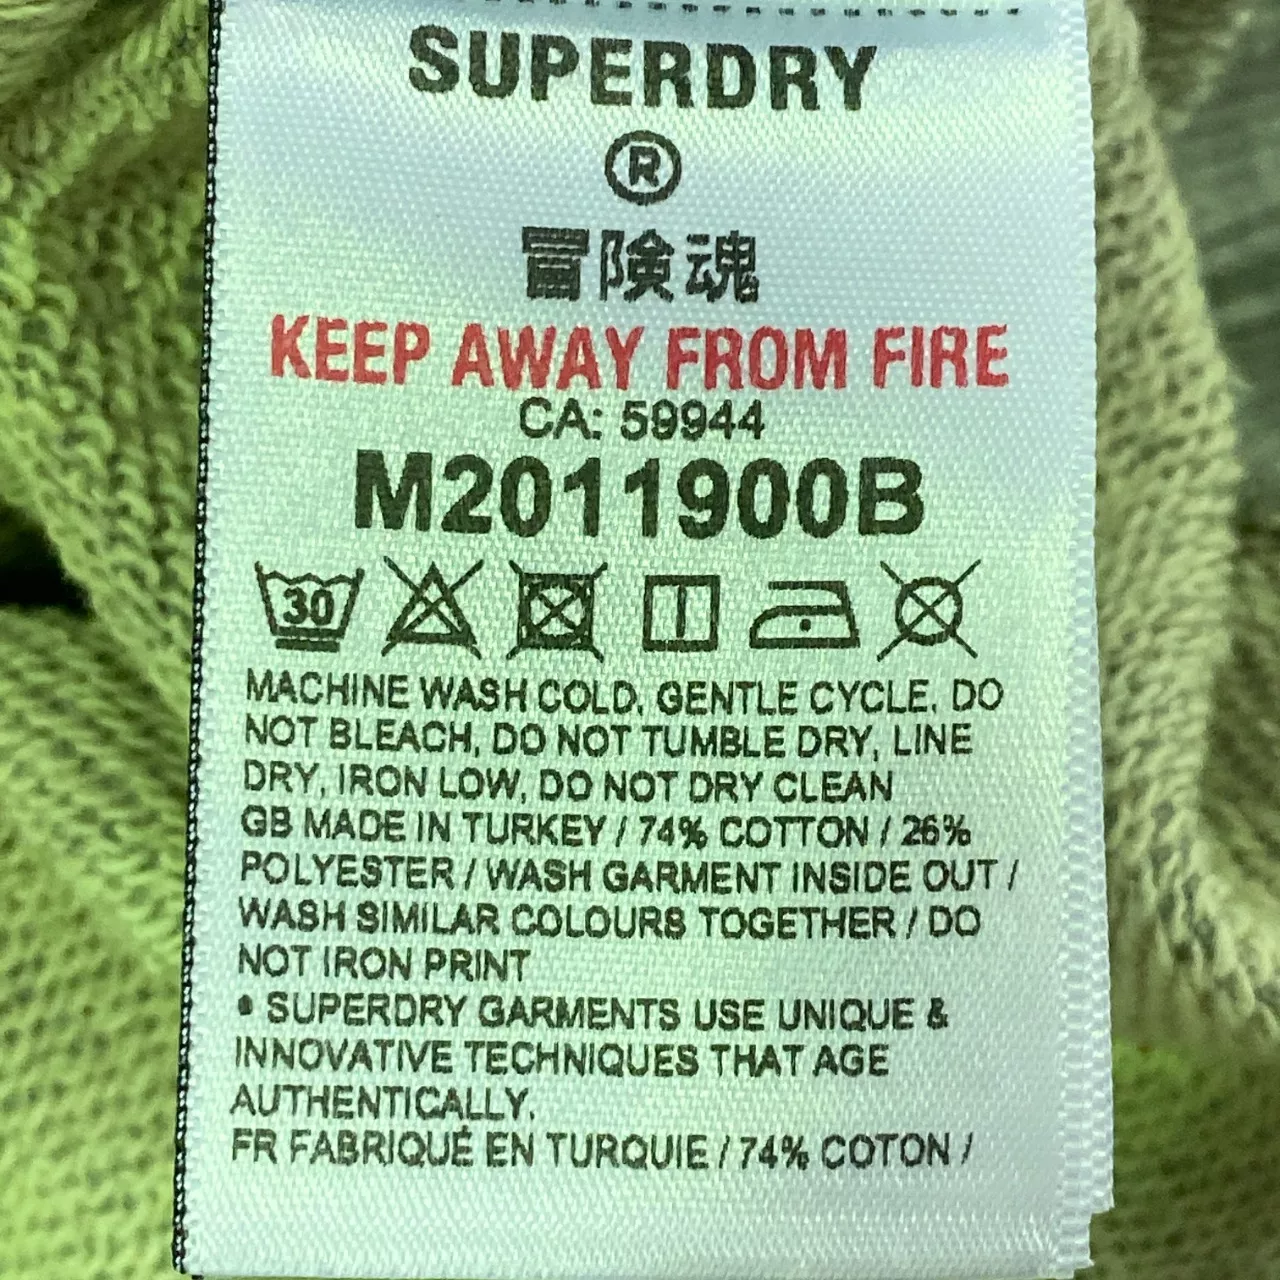 SUPERDRY
®
冒険魂
KEEP AWAY FROM FIRE
CA: 59944
M2011900B
30
MACHINE WASH COLD, GENTLE CYCLE, DO
NOT BLEACH, DO NOT TUMBLE DRY, LINE
DRY, IRON LOW, DO NOT DRY CLEAN
GB MADE IN TURKEY / 74% COTTON / 26%
POLYESTER / WASH GARMENT INSIDE OUT /
WASH SIMILAR COLOURS TOGETHER / DO
NOT IRON PRINT
• SUPERDRY GARMENTS USE UNIQUE &
INNOVATIVE TECHNIQUES THAT AGE
AUTHENTICALLY.
FR FABRIQUÉ EN TURQUIE / 74% COTON /